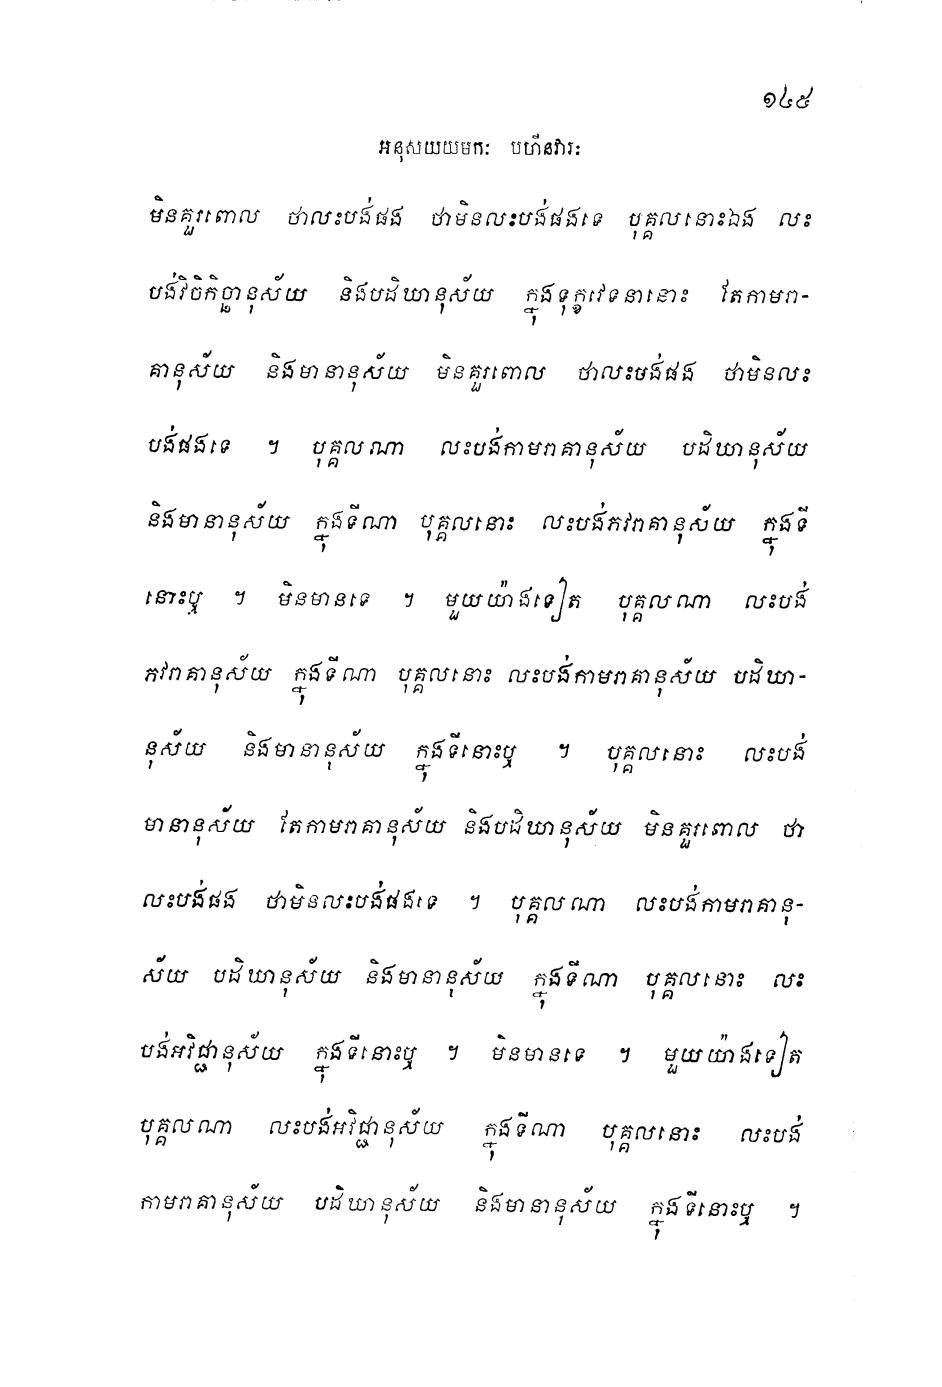 ១៤៥
អនុសយយមកៈ បហីនវារៈ
មិនគួរពោល ថាលះបង់ផង ថាមិនលះបង់ផងទេ បុគ្គលនោះឯង លះ
បង់វិចិកិច្ឆានុស័យ និងបដិឃានុស័យ ក្នុងទុក្ខវេទនានោះ តែកាមរា-
គានុស័យ និងមានានុស័យ មិនគួរពោល ថាលះបង់ផង ថាមិនលះ
បង់ផងទេ ។ បុគ្គលណា លះបង់កាមរាគានុស័យ បដិឃានុស័យ
និងមានានុស័យ ក្នុងទីណា បុគ្គលនោះ លះបង់ភវរាគានុស័យ ក្នុងទី
នោះឬ ។ មិនមានទេ ។ មួយយ៉ាងទៀត បុគ្គលណា លះបង់
ភវរាគានុស័យ ក្នុងទីណា បុគ្គលនោះ លះបង់កាមរាគានុស័យ បដិឃា-
នុស័យ និងមានានុស័យ ក្នុងទីនោះឬ ។ បុគ្គលនោះ លះបង់
មានានុស័យ តែកាមរាគានុស័យ និងបដិឃានុស័យ មិនគួរពោល ថា
លះបង់ផង ថាមិនលះបង់ផងទេ ។ បុគ្គលណា លះបង់កាមរាគានុ-
ស័យ បដិឃានុស័យ និងមានានុស័យ ក្នុងទីណា បុគ្គលនោះ លះ
បង់អវិជ្ជានុស័យ ក្នុងទីនោះឬ ។ មិនមានទេ ។ មួយយ៉ាងទៀត
បុគ្គលណា លះបង់អវិជ្ជានុស័យ ក្នុងទីណា បុគ្គលនោះ លះបង់
កាមរាគានុស័យ បដិឃានុស័យ និងមានានុស័យ ក្នុងទីនោះឬ ។